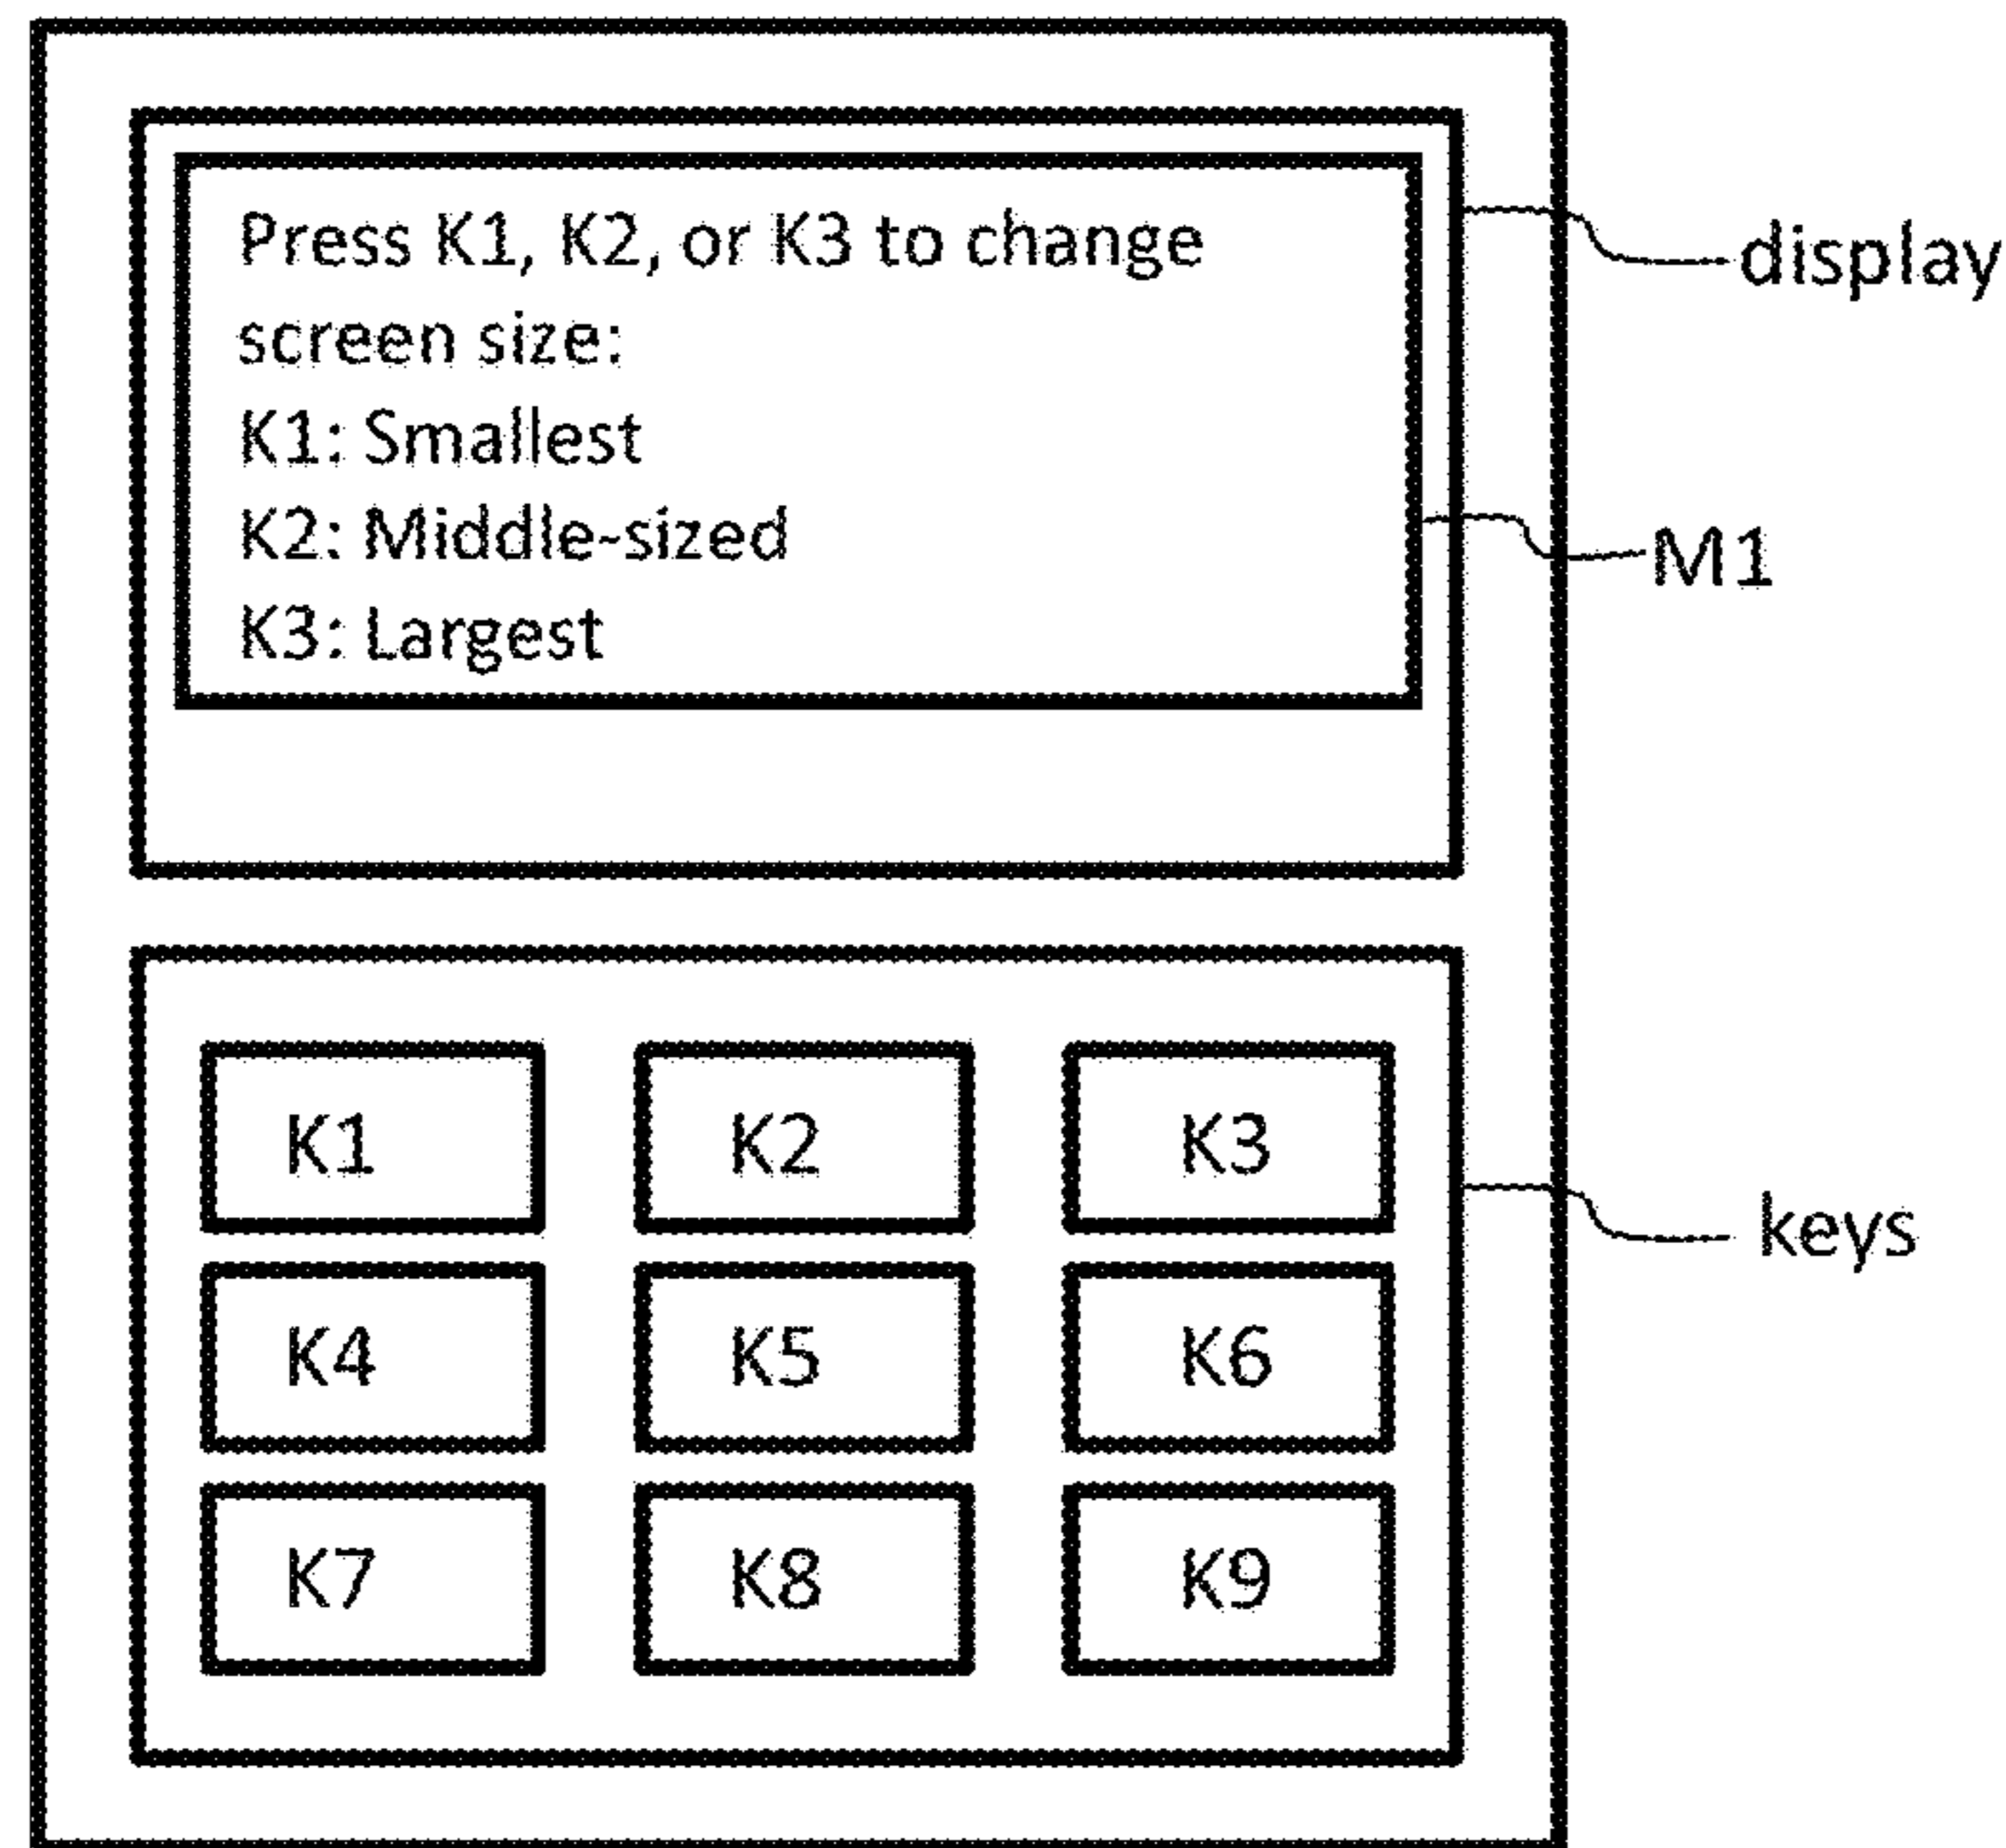 Press K1, K2, or K3 to change
screen size:
K1: Smallest
K2: Middle-sized
K3: Largest
display
M1
K1 K2 K3
keys
K4 K5 K6
K7 K8 K9